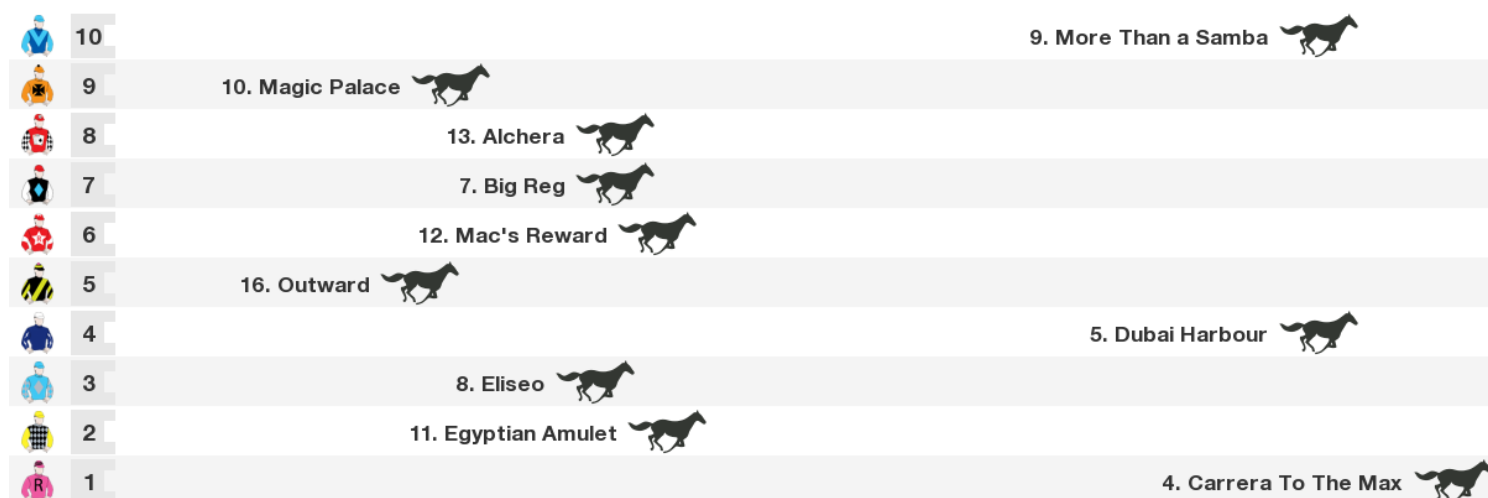 10 9. More Than a Samba
9 10. Magic Palace
8 13. Alchera
7 7. Big Reg
6 12. Mac's Reward
5 16. Outward
4 5. Dubai Harbour
3 8. Eliseo
2 11. Egyptian Amulet
R 1 4. Carrera To The Max